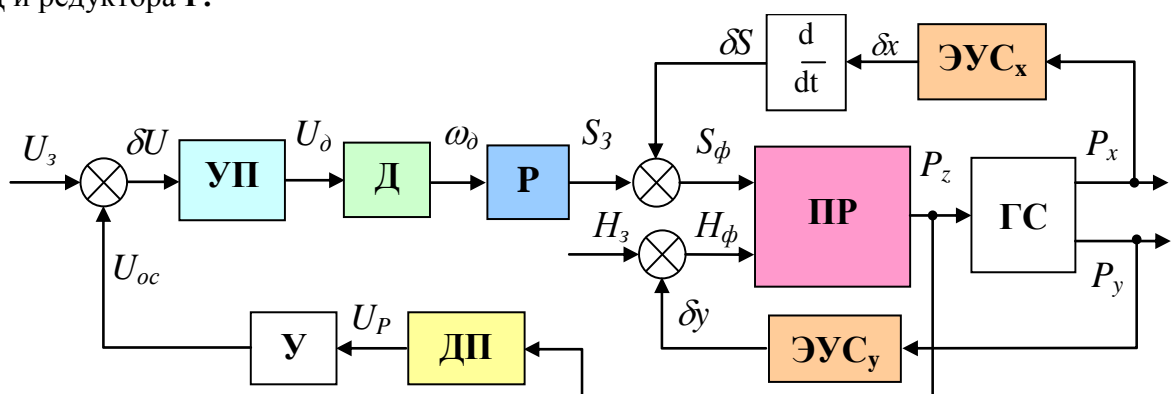 ц и редуктора Р.
δS
d
dt
δx
ЭУСx
Uз
δU
УП
Uд
Д
ωд
Р
SЗ
Sф
ПР
Pz
ГС
Px
Hз
Hф
Py
Uос
δy
У
UР
ДП
ЭУСy